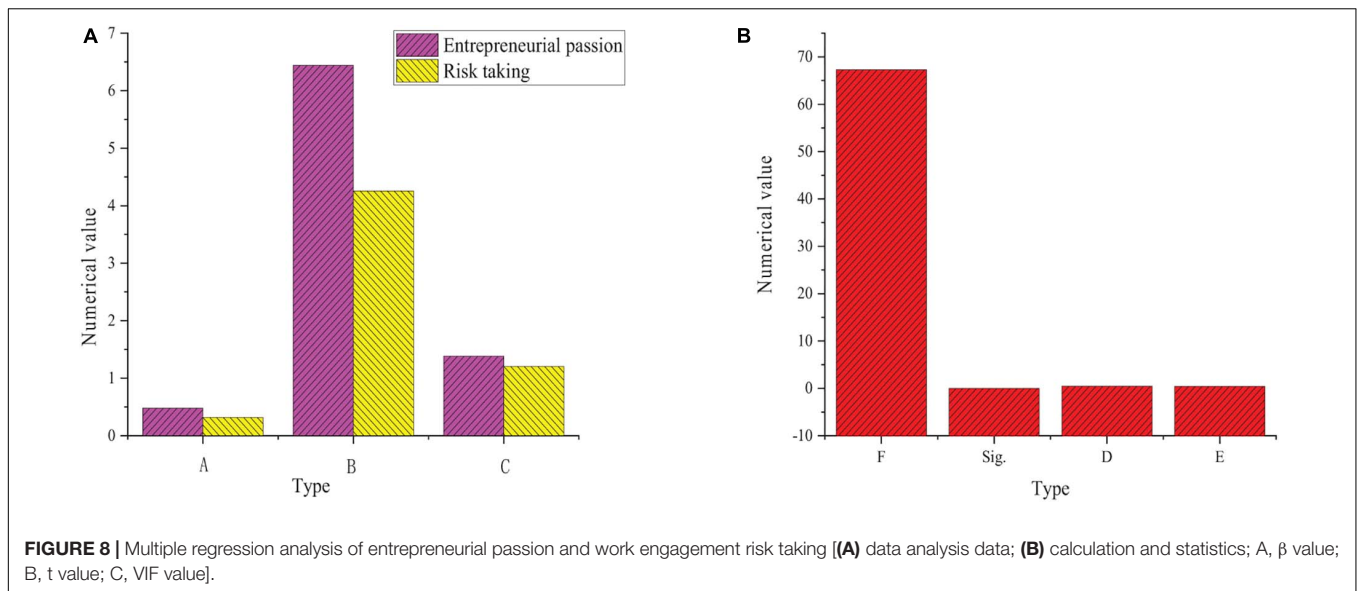 A
7
6
5
4
3
2
1
0
Numerical value
A
B
C
Type
Entrepreneurial passion
Risk taking
B
70
60
50
40
30
20
10
0
-10
Numerical value
F
Sig.
D
E
Type
FIGURE 8 | Multiple regression analysis of entrepreneurial passion and work engagement risk taking [(A) data analysis data; (B) calculation and statistics; A, β value;
B, t value; C, VIF value].